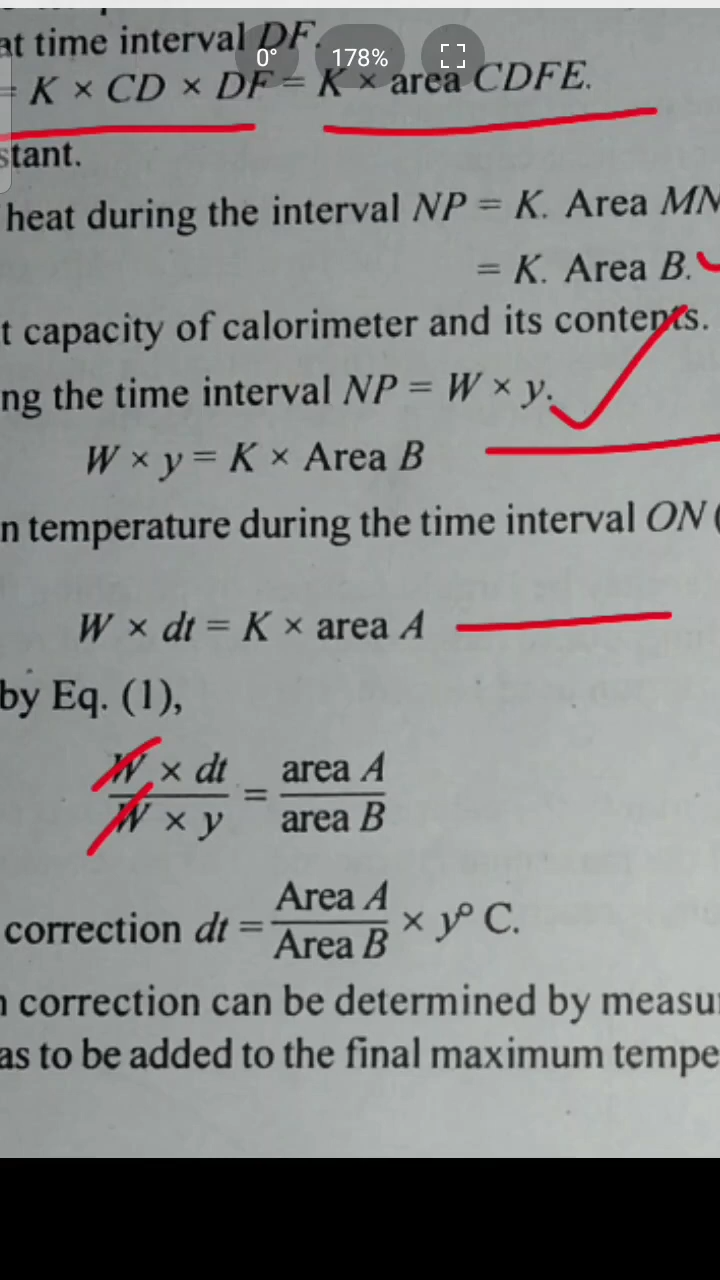 at time interval DF.
0° 178%
= K × CD × DF = K × area CDFE.
stant.
heat during the interval NP = K. Area MN
= K. Area B.
t capacity of calorimeter and its contents.
ng the time interval NP = W × y.
W × y = K × Area B
n temperature during the time interval ON (
W × dt = K × area A
by Eq. (1),
W × dt / W × y = area A / area B
correction dt = Area A / Area B × y° C.
n correction can be determined by measu
as to be added to the final maximum tempe